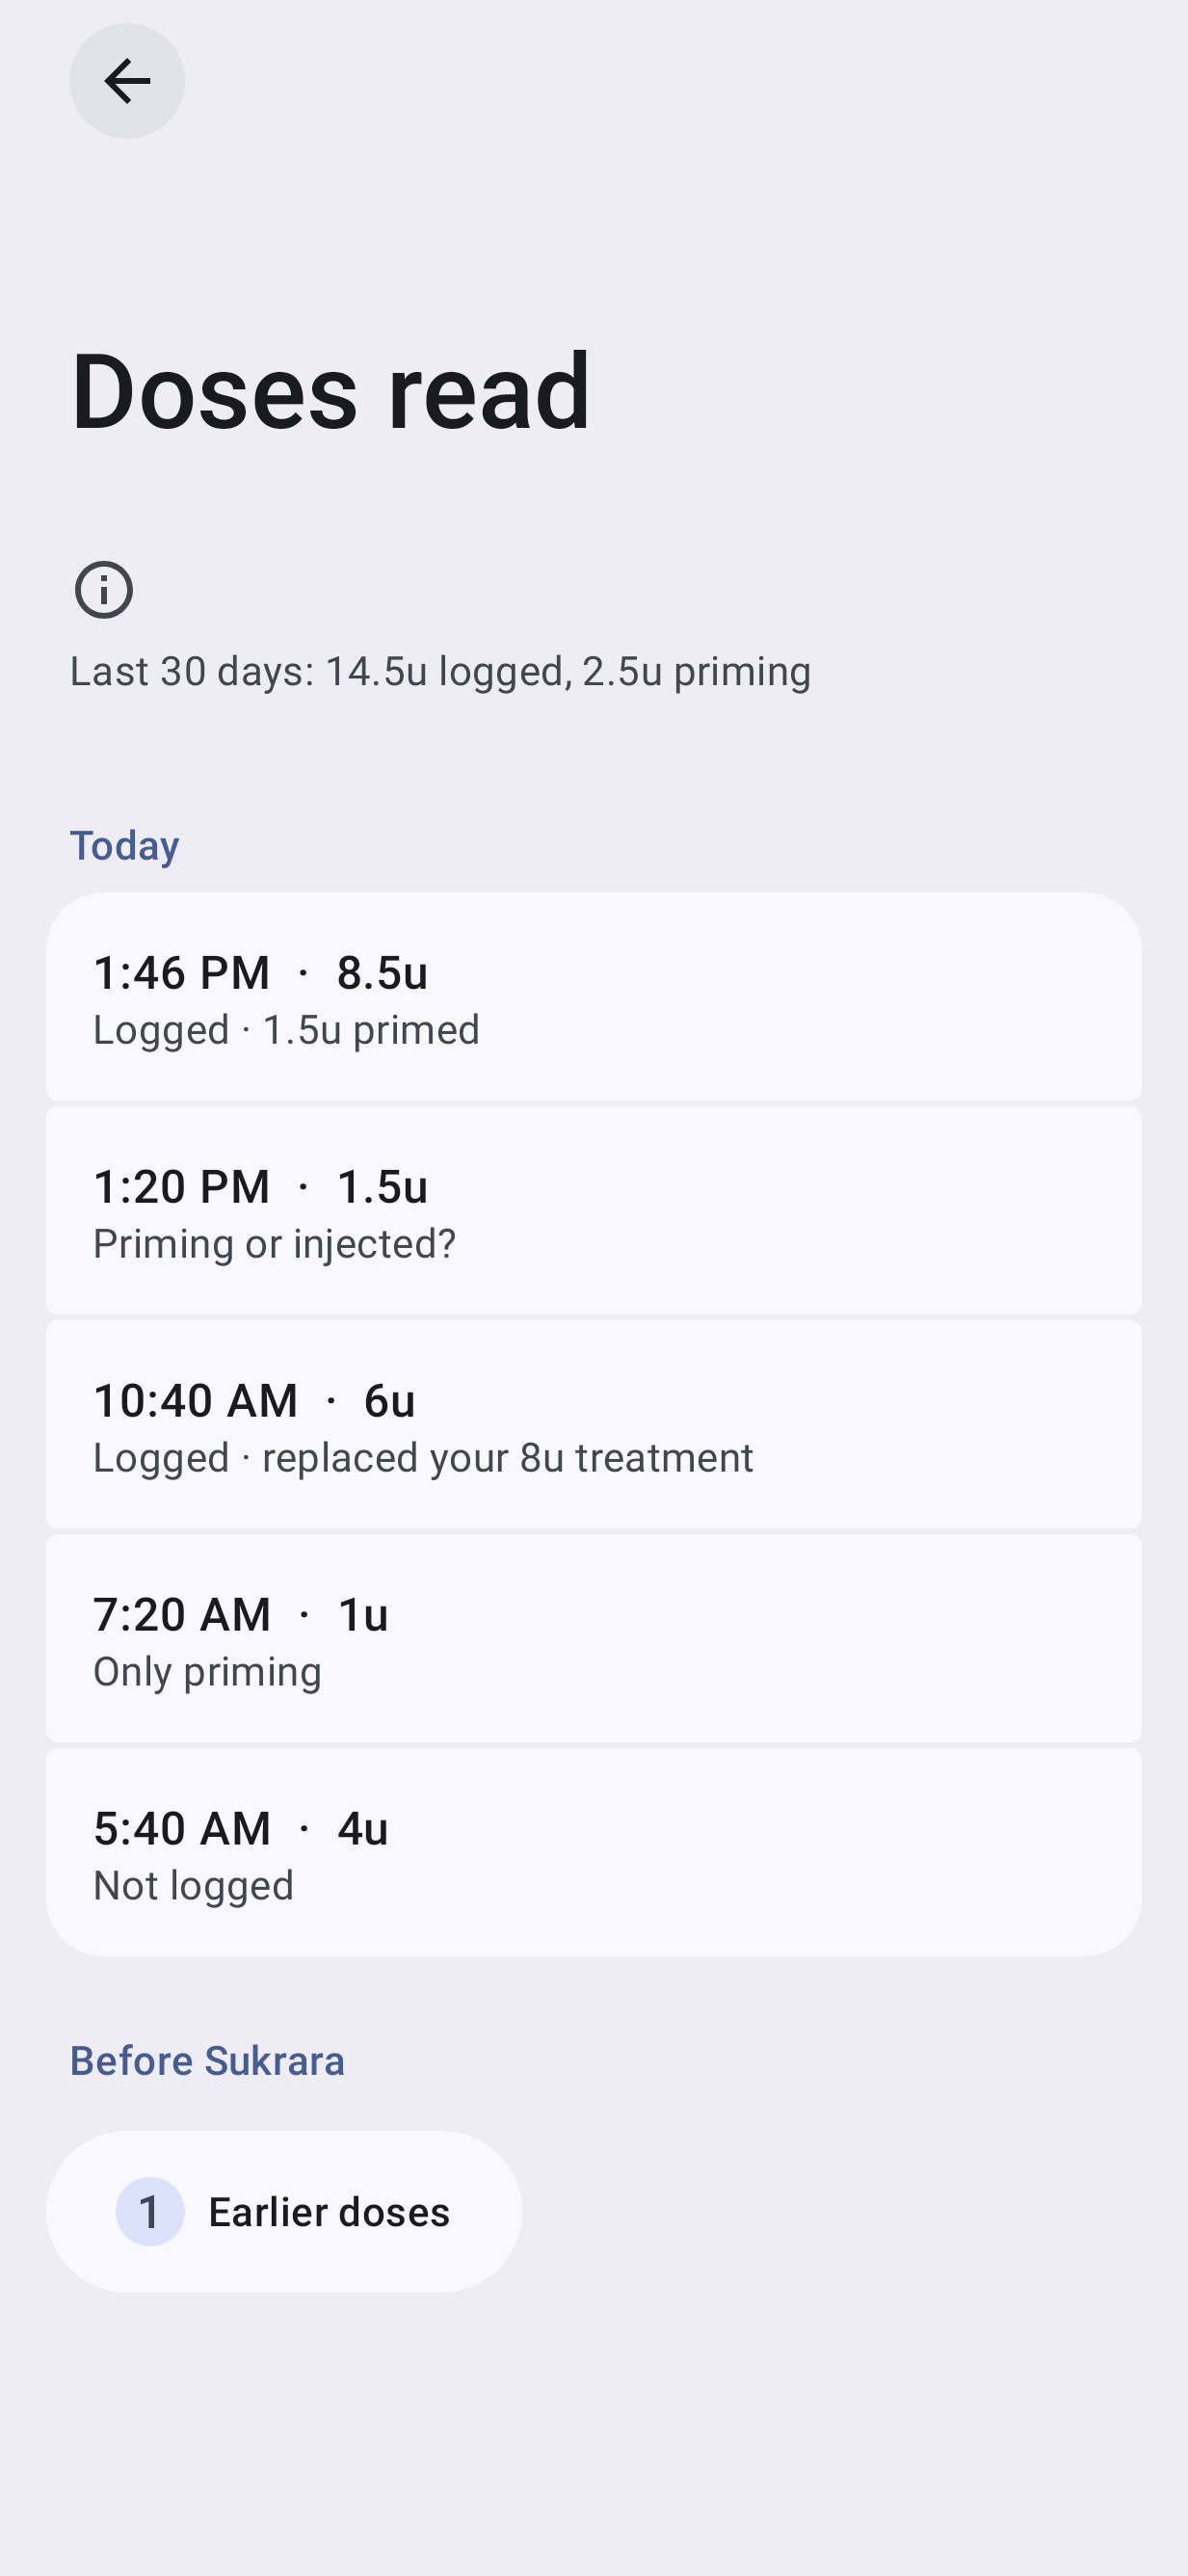 Doses read
Last 30 days: 14.5u logged, 2.5u priming
Today
1:46 PM · 8.5u
Logged · 1.5u primed
1:20 PM · 1.5u
Priming or injected?
10:40 AM · 6u
Logged · replaced your 8u treatment
7:20 AM · 1u
Only priming
5:40 AM · 4u
Not logged
Before Sukrara
1 Earlier doses